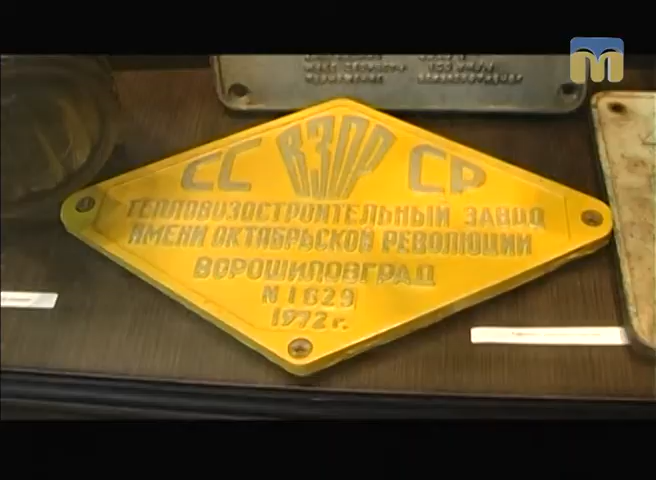 СС ВЗОР СР
ТЕПЛОВОЗОСТРОИТЕЛЬНЫЙ ЗАВОД
ИМЕНИ ОКТЯБРЬСКОЙ РЕВОЛЮЦИИ
ВОРОШИЛОВГРАД
N 1629
1972 г.